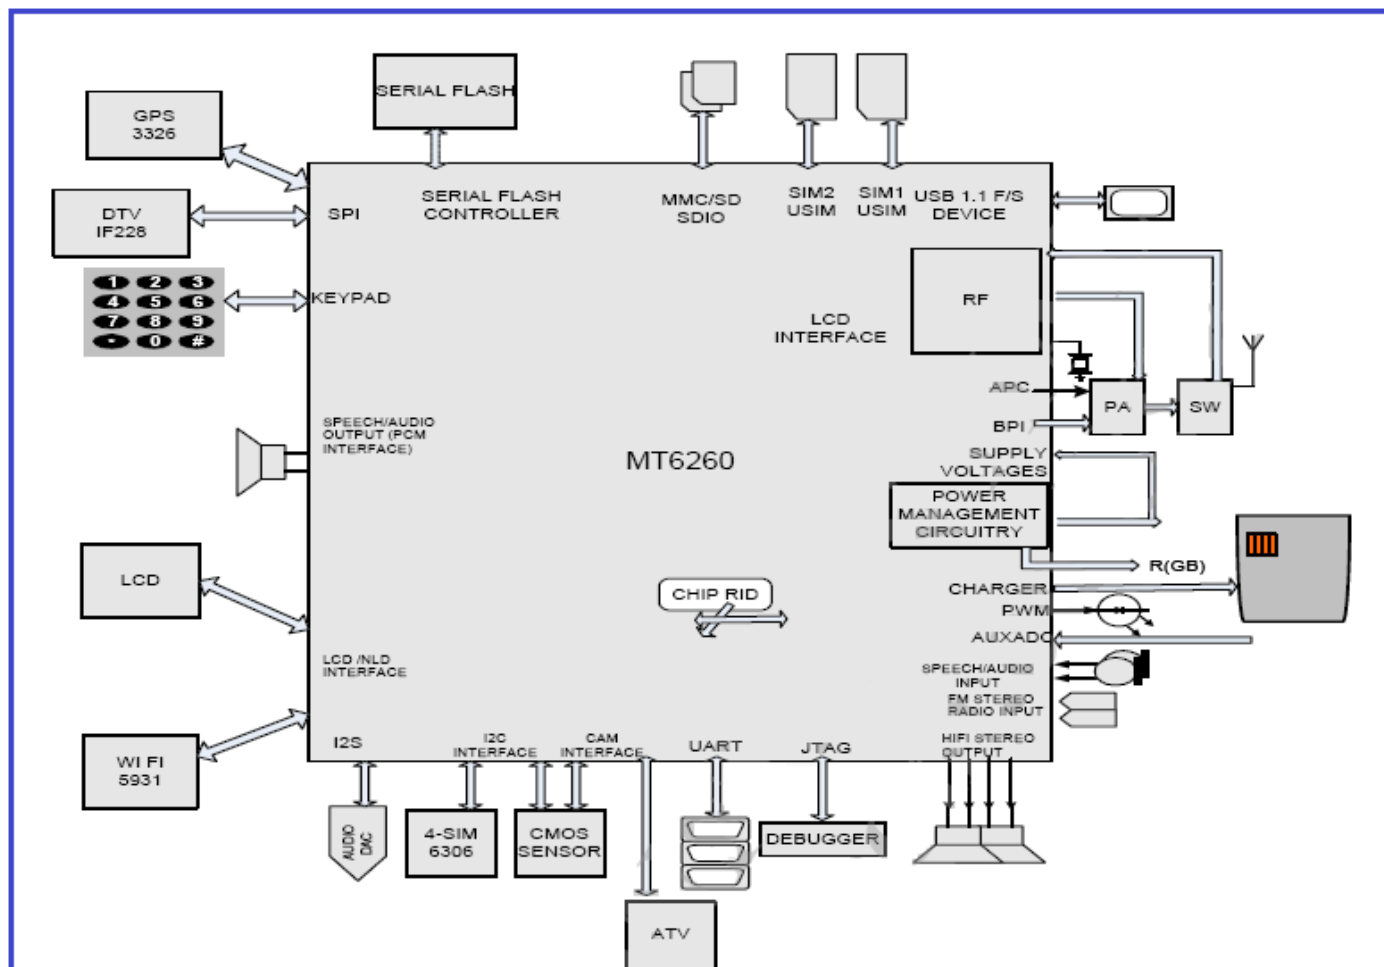 SERIAL FLASH
GPS
3326
SERIAL FLASH
CONTROLLER
MMC/SD
SDIO
SIM2
USIM
SIM1
USIM
USB 1.1 F/S
DEVICE
SPI
DTV
IF228
1 2 3
4 5 6
7 8 9
* 0 #
KEYPAD
RF
LCD
INTERFACE
APC
PA
SW
BPI
SPEECH/AUDIO
OUTPUT (PCM
INTERFACE)
MT6260
SUPPLY
VOLTAGES
POWER
MANAGEMENT
CIRCUITRY
R(GB)
LCD
CHIP RID
CHARGER
PWM
AUXADC
LCD /NLD
INTERFACE
SPEECH/AUDIO
INPUT
FM STEREO
RADIO INPUT
WI FI
5931
I2S
I2C
INTERFACE
CAM
INTERFACE
UART
JTAG
HIFI STEREO
OUTPUT
AUDIO
DAC
4-SIM
6306
CMOS
SENSOR
DEBUGGER
ATV